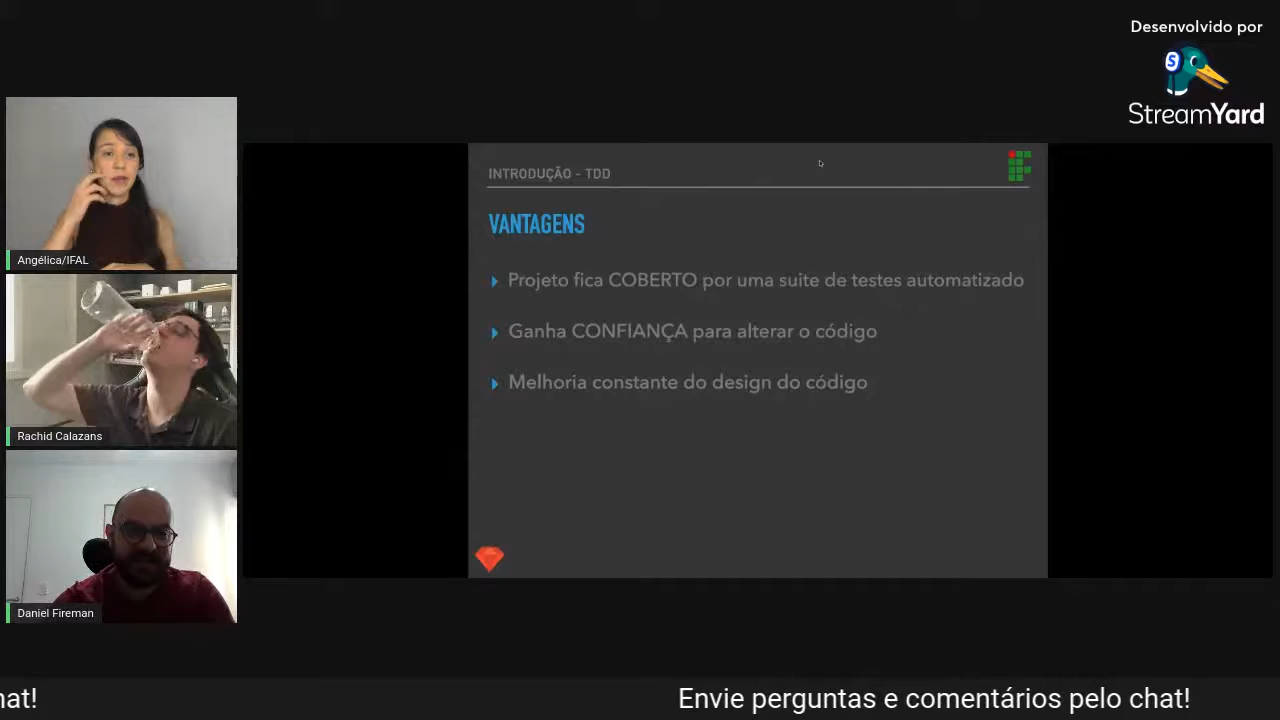 Desenvolvido por
S
StreamYard
Angélica/IFAL
Rachid Calazans
Daniel Fireman
INTRODUÇÃO - TDD
VANTAGENS
Projeto fica COBERTO por uma suite de testes automatizado
Ganha CONFIANÇA para alterar o código
Melhoria constante do design do código
hat!
Envie perguntas e comentários pelo chat!